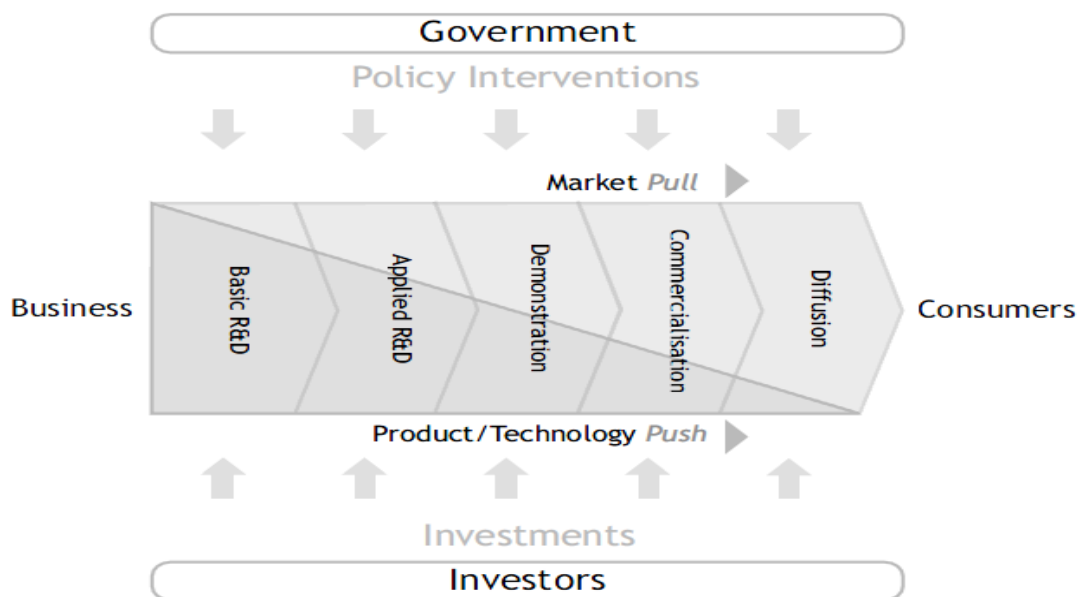 Government
Policy Interventions
Market Pull
Business
Basic R&D
Applied R&D
Demonstration
Commercialisation
Diffusion
Consumers
Product/Technology Push
Investments
Investors